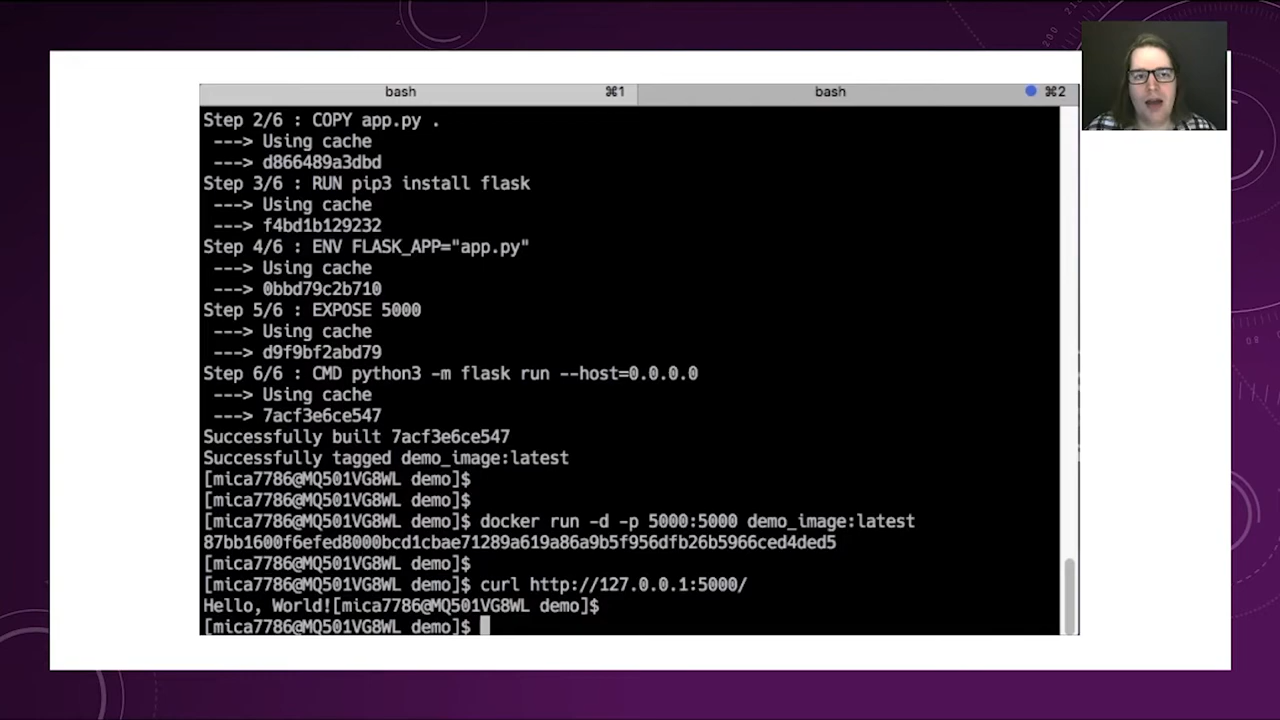 bash ⌘1 bash ⌘2
Step 2/6 : COPY app.py .
---> Using cache
---> d866489a3dbd
Step 3/6 : RUN pip3 install flask
---> Using cache
---> f4bd1b129232
Step 4/6 : ENV FLASK_APP="app.py"
---> Using cache
---> 0bbd79c2b710
Step 5/6 : EXPOSE 5000
---> Using cache
---> d9f9bf2abd79
Step 6/6 : CMD python3 -m flask run --host=0.0.0.0
---> Using cache
---> 7acf3e6ce547
Successfully built 7acf3e6ce547
Successfully tagged demo_image:latest
[mica7786@MQ501VG8WL demo]$
[mica7786@MQ501VG8WL demo]$
[mica7786@MQ501VG8WL demo]$ docker run -d -p 5000:5000 demo_image:latest
87bb1600f6efed8000bcd1cbae71289a619a86a9b5f956dfb26b5966ced4ded5
[mica7786@MQ501VG8WL demo]$
[mica7786@MQ501VG8WL demo]$ curl http://127.0.0.1:5000/
Hello, World![mica7786@MQ501VG8WL demo]$
[mica7786@MQ501VG8WL demo]$